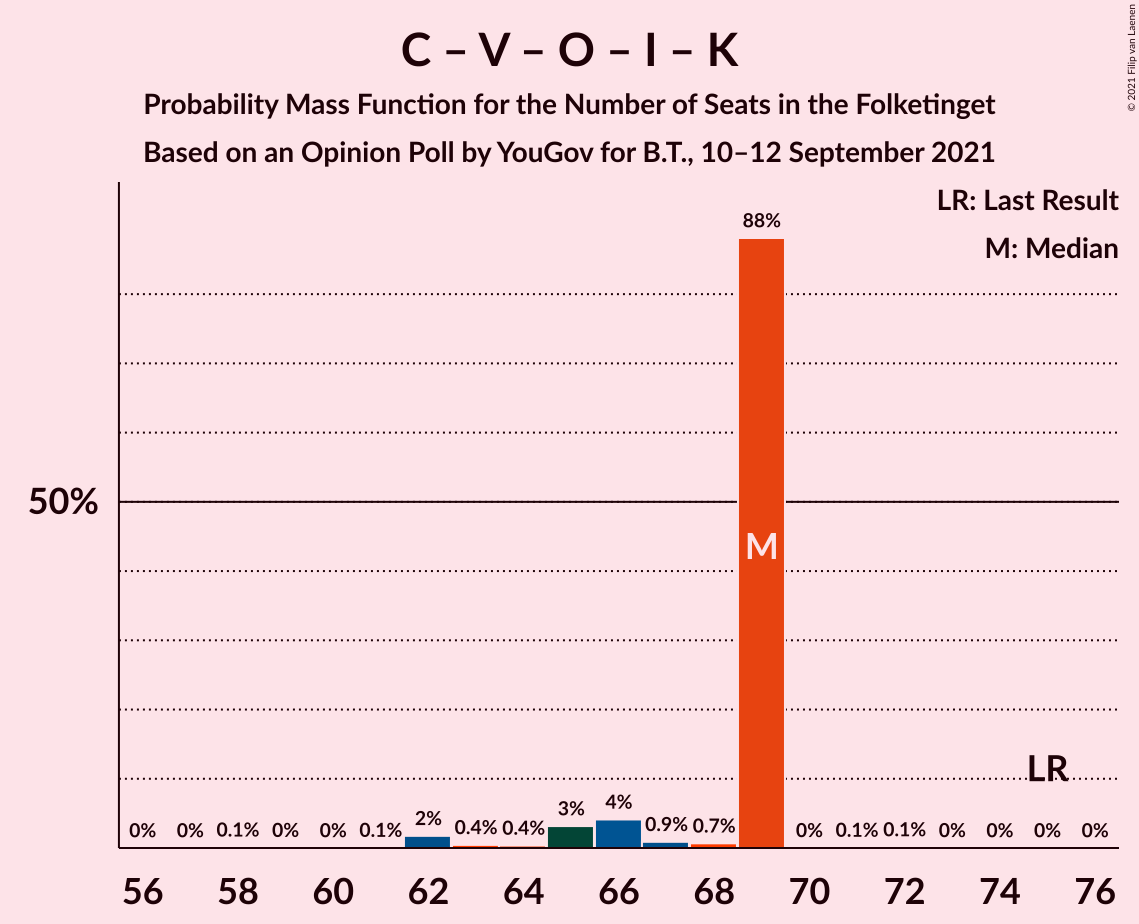 C – V – O – I – K
Probability Mass Function for the Number of Seats in the Folketinget
Based on an Opinion Poll by YouGov for B.T., 10–12 September 2021
© 2021 Filip van Laenen
LR: Last Result
M: Median
88%
50%
M
LR
0% 0% 0.1% 0% 0% 0.1% 2% 0.4% 0.4% 3% 4% 0.9% 0.7% 0% 0.1% 0.1% 0% 0% 0% 0%
56 58 60 62 64 66 68 70 72 74 76